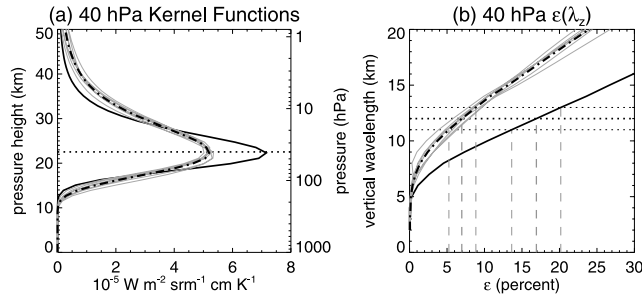 (a) 40 hPa Kernel Functions
50
40
30
20
10
0
pressure height (km)
1
10
100
1000
pressure (hPa)
0 2 4 6 8
10⁻⁵ W m⁻² srm⁻¹ cm K⁻¹
(b) 40 hPa ε(λz)
20
15
10
5
0
vertical wavelength (km)
0 5 10 15 20 25 30
ε (percent)